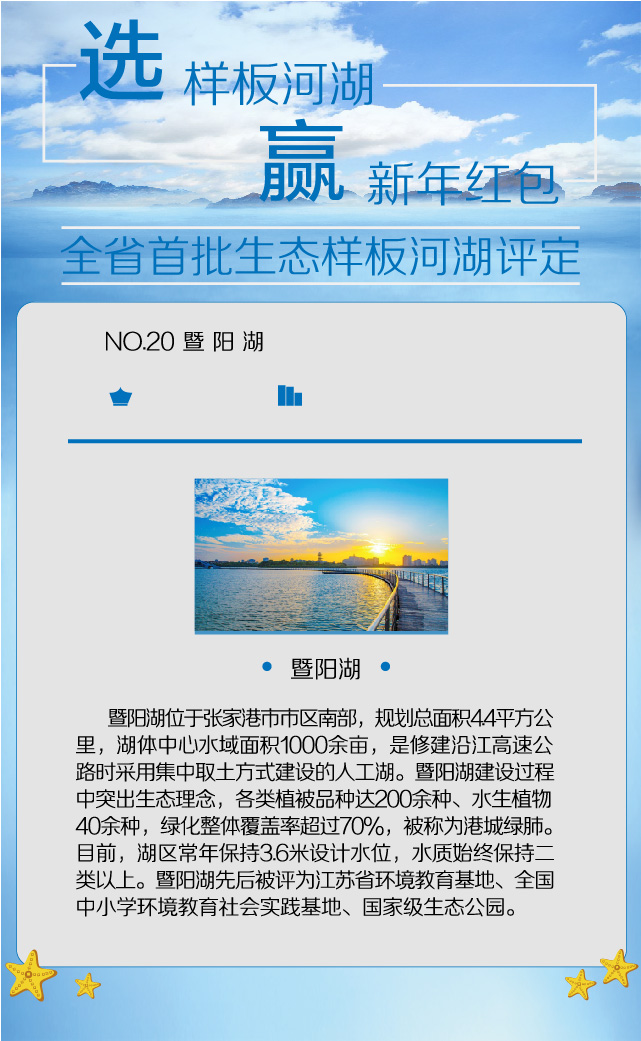 选 样板河湖
赢 新年红包
全省首批生态样板河湖评定
NO.20 暨阳湖
• 暨阳湖 •
暨阳湖位于张家港市市区南部，规划总面积4.4平方公
里，湖体中心水域面积1000余亩，是修建沿江高速公
路时采用集中取土方式建设的人工湖。暨阳湖建设过程
中突出生态理念，各类植被品种达200余种、水生植物
40余种，绿化整体覆盖率超过70%，被称为港城绿肺。
目前，湖区常年保持3.6米设计水位，水质始终保持二
类以上。暨阳湖先后被评为江苏省环境教育基地、全国
中小学环境教育社会实践基地、国家级生态公园。